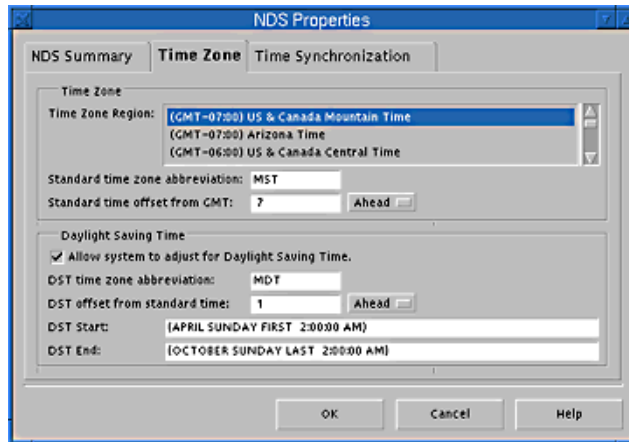 NDS Properties
NDS Summary
Time Zone
Time Synchronization
Time Zone
Time Zone Region:
(GMT-07:00) US & Canada Mountain Time
(GMT-07:00) Arizona Time
(GMT-06:00) US & Canada Central Time
Standard time zone abbreviation: MST
Standard time offset from GMT: 7 Ahead
Daylight Saving Time
Allow system to adjust for Daylight Saving Time.
DST time zone abbreviation: MDT
DST offset from standard time: 1 Ahead
DST Start: (APRIL SUNDAY FIRST 2:00:00 AM)
DST End: (OCTOBER SUNDAY LAST 2:00:00 AM)
OK Cancel Help